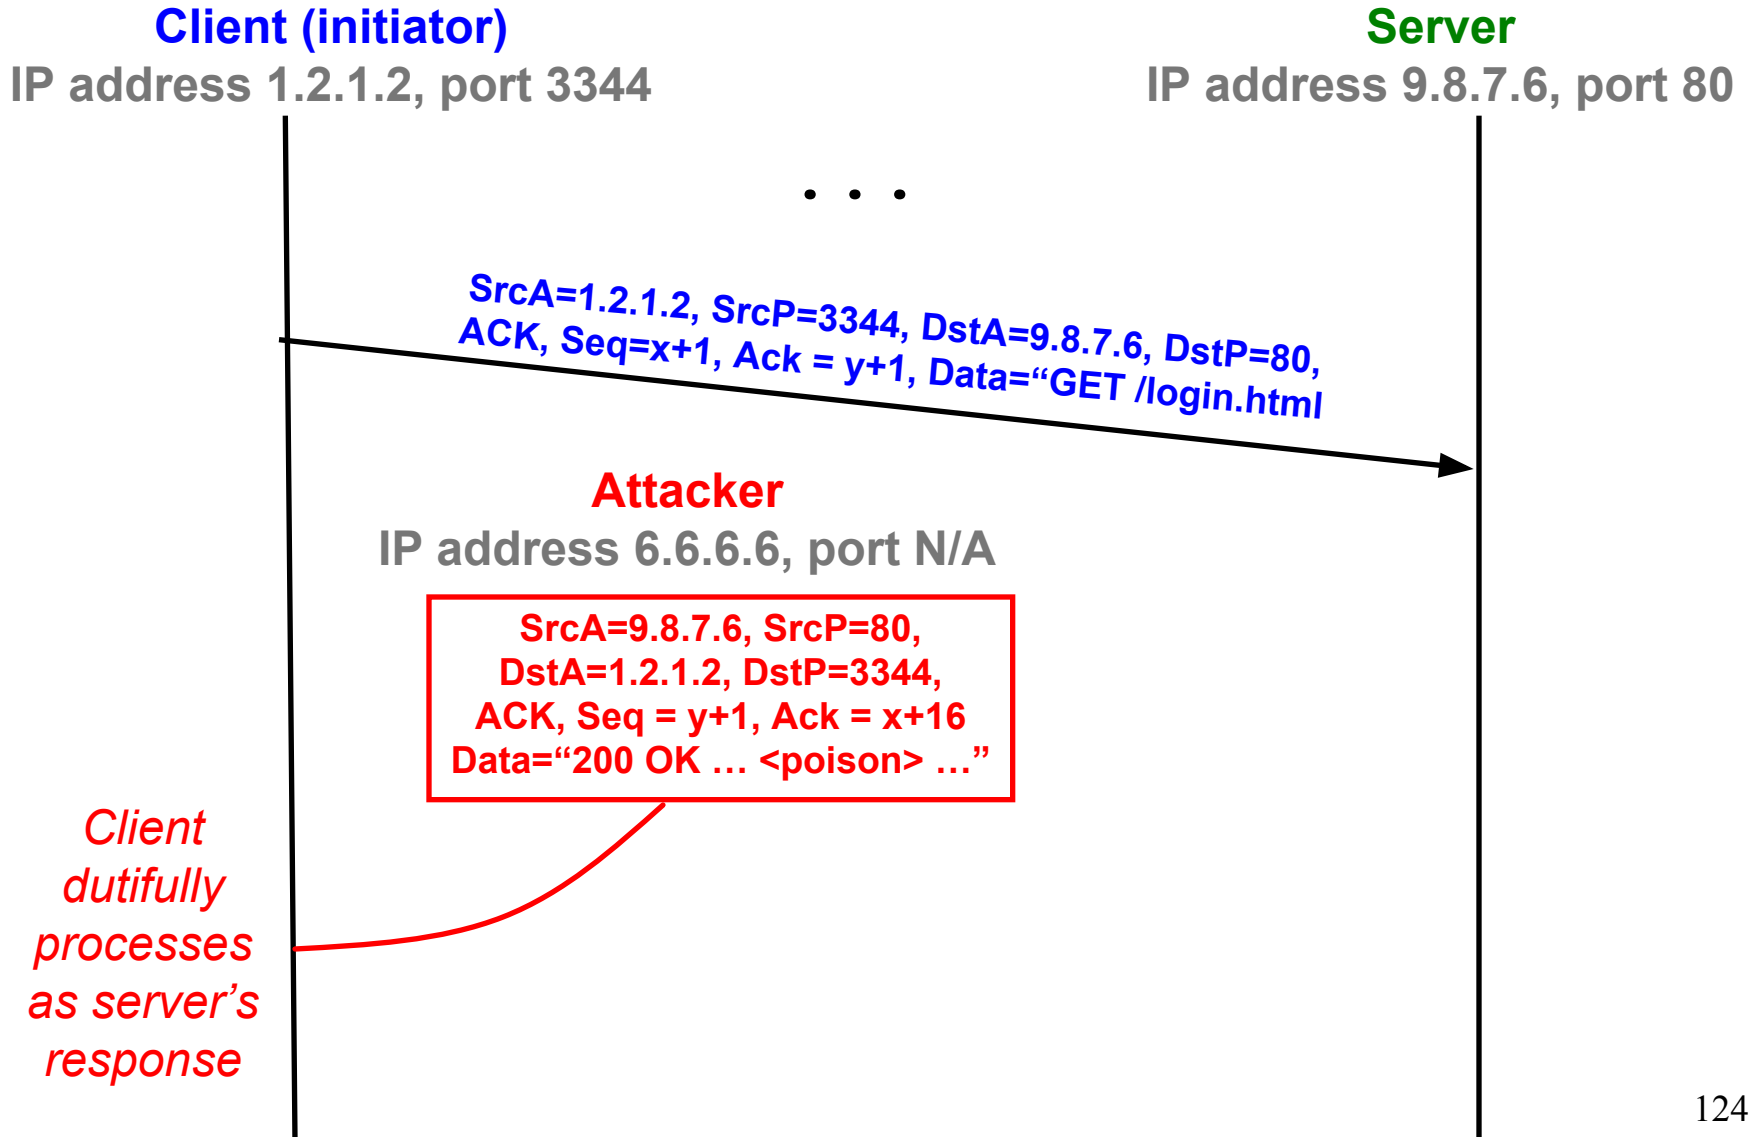 Client (initiator)
IP address 1.2.1.2, port 3344
Server
IP address 9.8.7.6, port 80
. . .
SrcA=1.2.1.2, SrcP=3344, DstA=9.8.7.6, DstP=80,
ACK, Seq=x+1, Ack = y+1, Data=“GET /login.html
Attacker
IP address 6.6.6.6, port N/A
SrcA=9.8.7.6, SrcP=80,
DstA=1.2.1.2, DstP=3344,
ACK, Seq = y+1, Ack = x+16
Data=“200 OK … <poison> …”
Client
dutifully
processes
as server’s
response
124